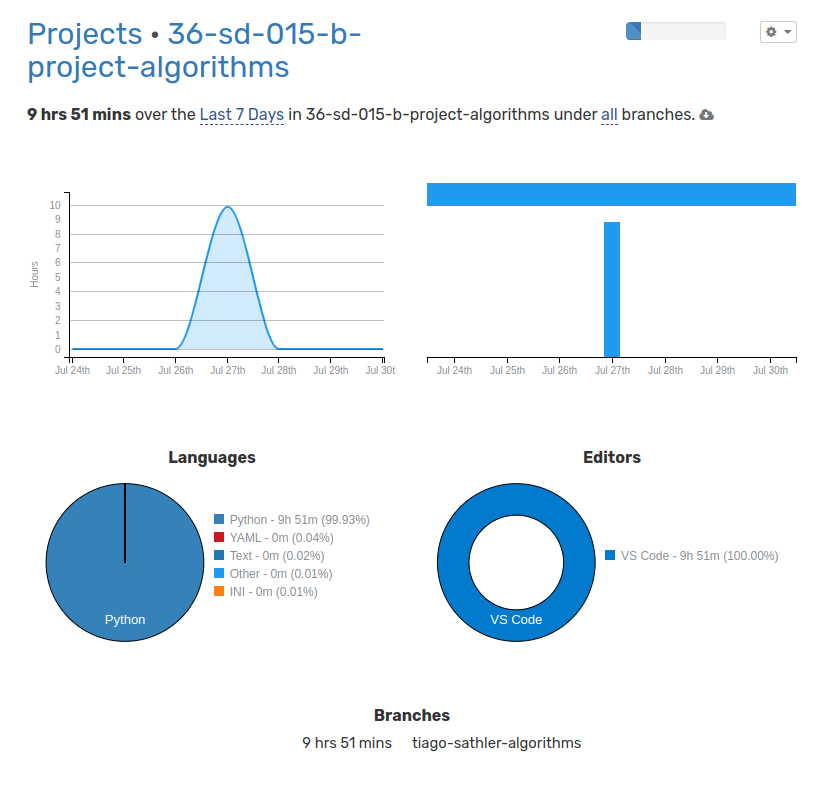 Projects • 36-sd-015-b-
project-algorithms
9 hrs 51 mins over the Last 7 Days in 36-sd-015-b-project-algorithms under all branches.
Hours
10
9
8
7
6
5
4
3
2
1
0
Jul 24th Jul 25th Jul 26th Jul 27th Jul 28th Jul 29th Jul 30t
Jul 24th Jul 25th Jul 26th Jul 27th Jul 28th Jul 29th Jul 30th
Languages
Python
Python - 9h 51m (99.93%)
YAML - 0m (0.04%)
Text - 0m (0.02%)
Other - 0m (0.01%)
INI - 0m (0.01%)
Editors
VS Code
VS Code - 9h 51m (100.00%)
Branches
9 hrs 51 mins tiago-sathler-algorithms